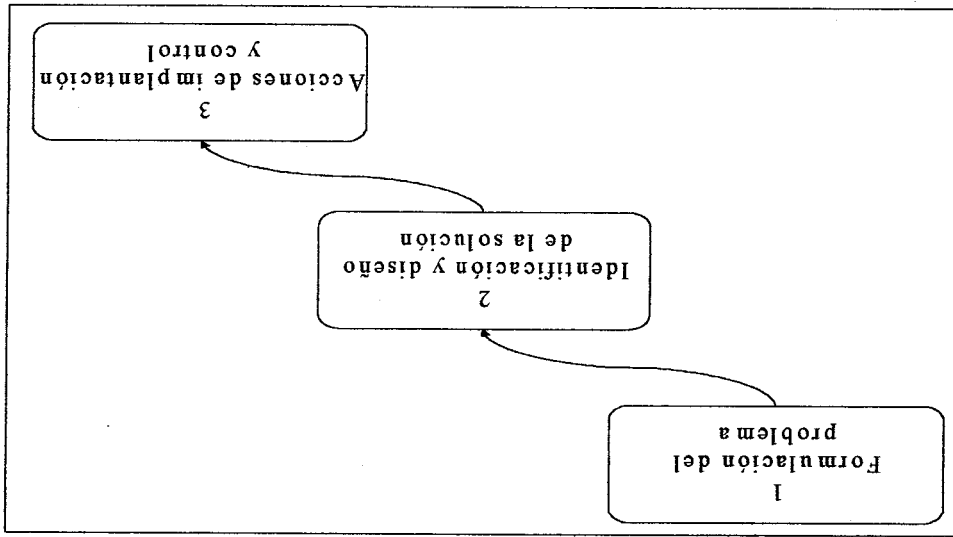 1
Formulación del
problema
2
Identificación y diseño
de la solución
3
Acciones de implantación
y control